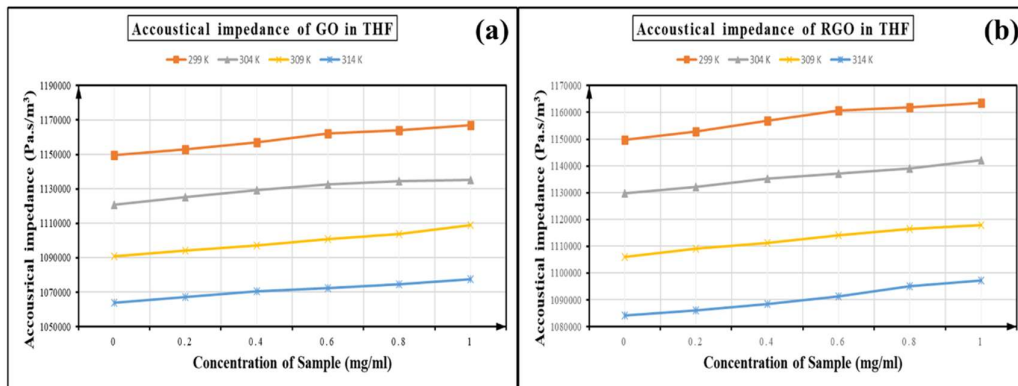 Accoustical impedance of GO in THF
(a)
299 K 304 K 309 K 314 K
Accousrical impedance (Pa.s/m³)
1190000
1170000
1150000
1130000
1110000
1090000
1070000
1050000
0 0.2 0.4 0.6 0.8 1
Concentration of Sample (mg/ml)
Accoustical impedance of RGO in THF
(b)
299 K 304 K 309 K 314 K
Accoustical impedance (Pa.s/m³)
1170000
1160000
1150000
1140000
1130000
1120000
1110000
1100000
1090000
1080000
0 0.2 0.4 0.6 0.8 1
Concentration of Sample (mg/ml)